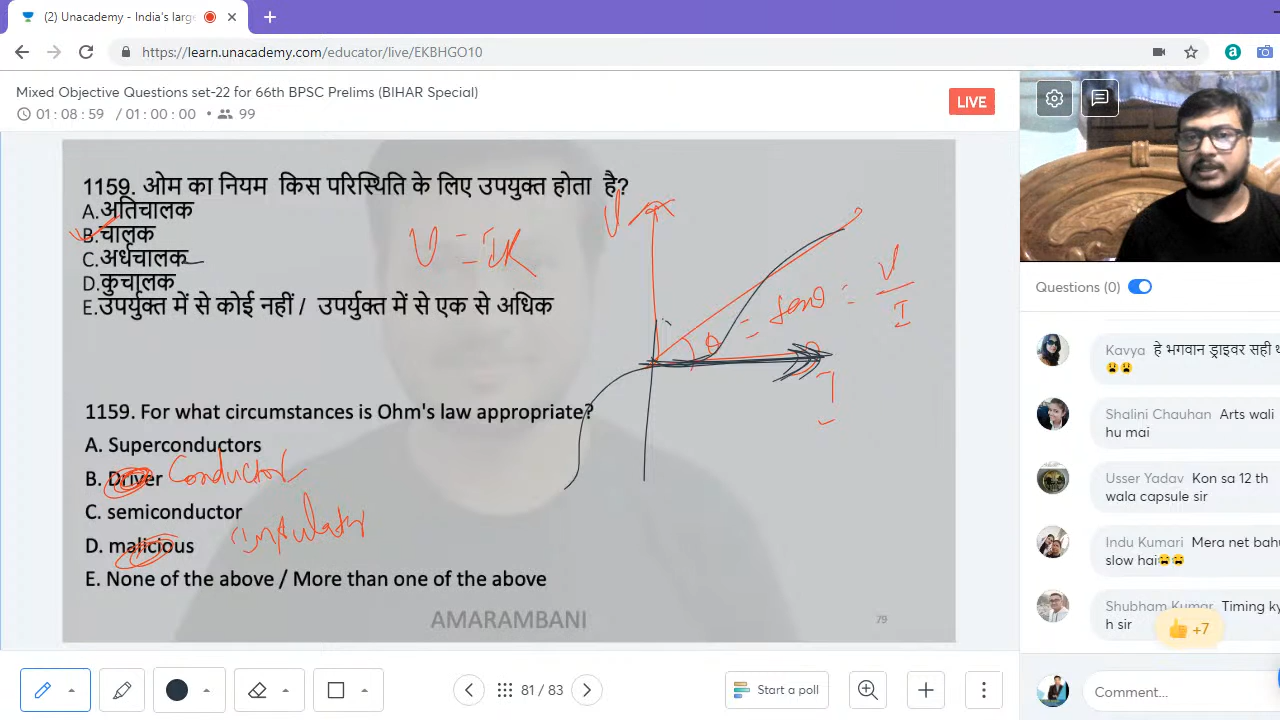 (2) Unacademy - India's larg
https://learn.unacademy.com/educator/live/EKBHGO10
Mixed Objective Questions set-22 for 66th BPSC Prelims (BIHAR Special)
01 : 08 : 59 / 01 : 00 : 00 • 99
LIVE
1159. ओम का नियम किस परिस्थिति के लिए उपयुक्त होता है?
A.अतिचालक
B.चालक
C.अर्धचालक
D.कुचालक
E.उपर्युक्त में से कोई नहीं / उपर्युक्त में से एक से अधिक
V = IR
V
θ = tanθ = V/I
I
1159. For what circumstances is Ohm's law appropriate?
A. Superconductors
B. Driver Conductor
C. semiconductor
D. malicious insulator
E. None of the above / More than one of the above
AMARAMBANI
79
Questions (0)
Kavya हे भगवान ड्राइवर सही
😫😫
Shalini Chauhan Arts wali
hu mai
Usser Yadav Kon sa 12 th
wala capsule sir
Indu Kumari Mera net bahu
slow hai😫😫
Shubham Kumar Timing ky
h sir
👍 +7
81 / 83
Start a poll
Comment...
a